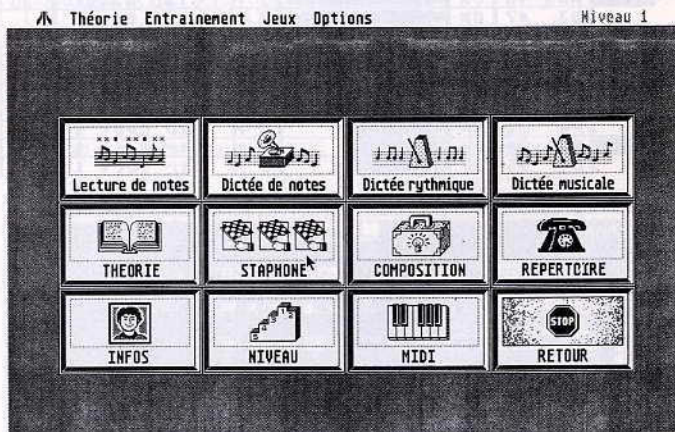 Théorie Entrainement Jeux Options Niveau 1
Lecture de notes
Dictée de notes
Dictée rythmique
Dictée musicale
THEORIE
STAPHONE
COMPOSITION
REPERTOIRE
INFOS
NIVEAU
MIDI
STOP
RETOUR